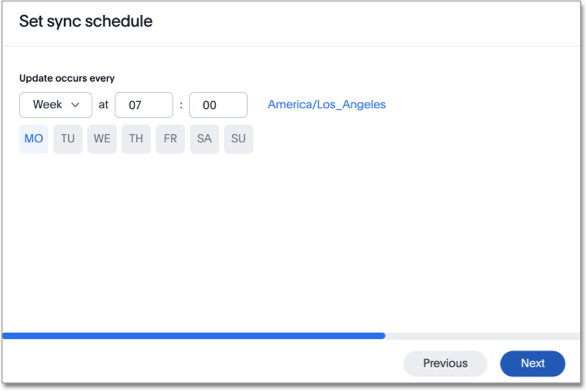 Set sync schedule
Update occurs every
Week at 07 : 00 America/Los_Angeles
MO TU WE TH FR SA SU
Previous Next